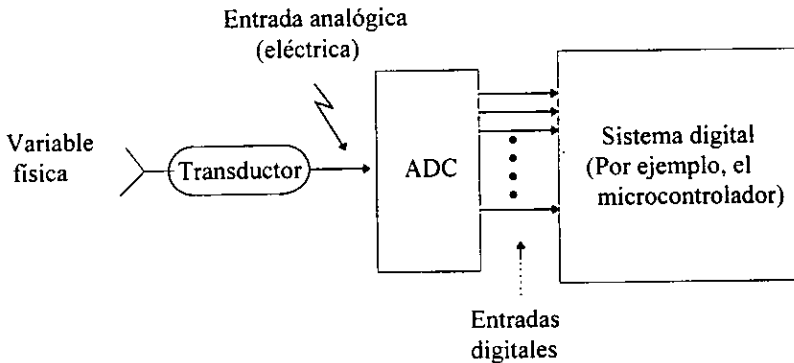 Entrada analógica
(eléctrica)
Variable
física
Transductor
ADC
Sistema digital
(Por ejemplo, el
microcontrolador)
Entradas
digitales